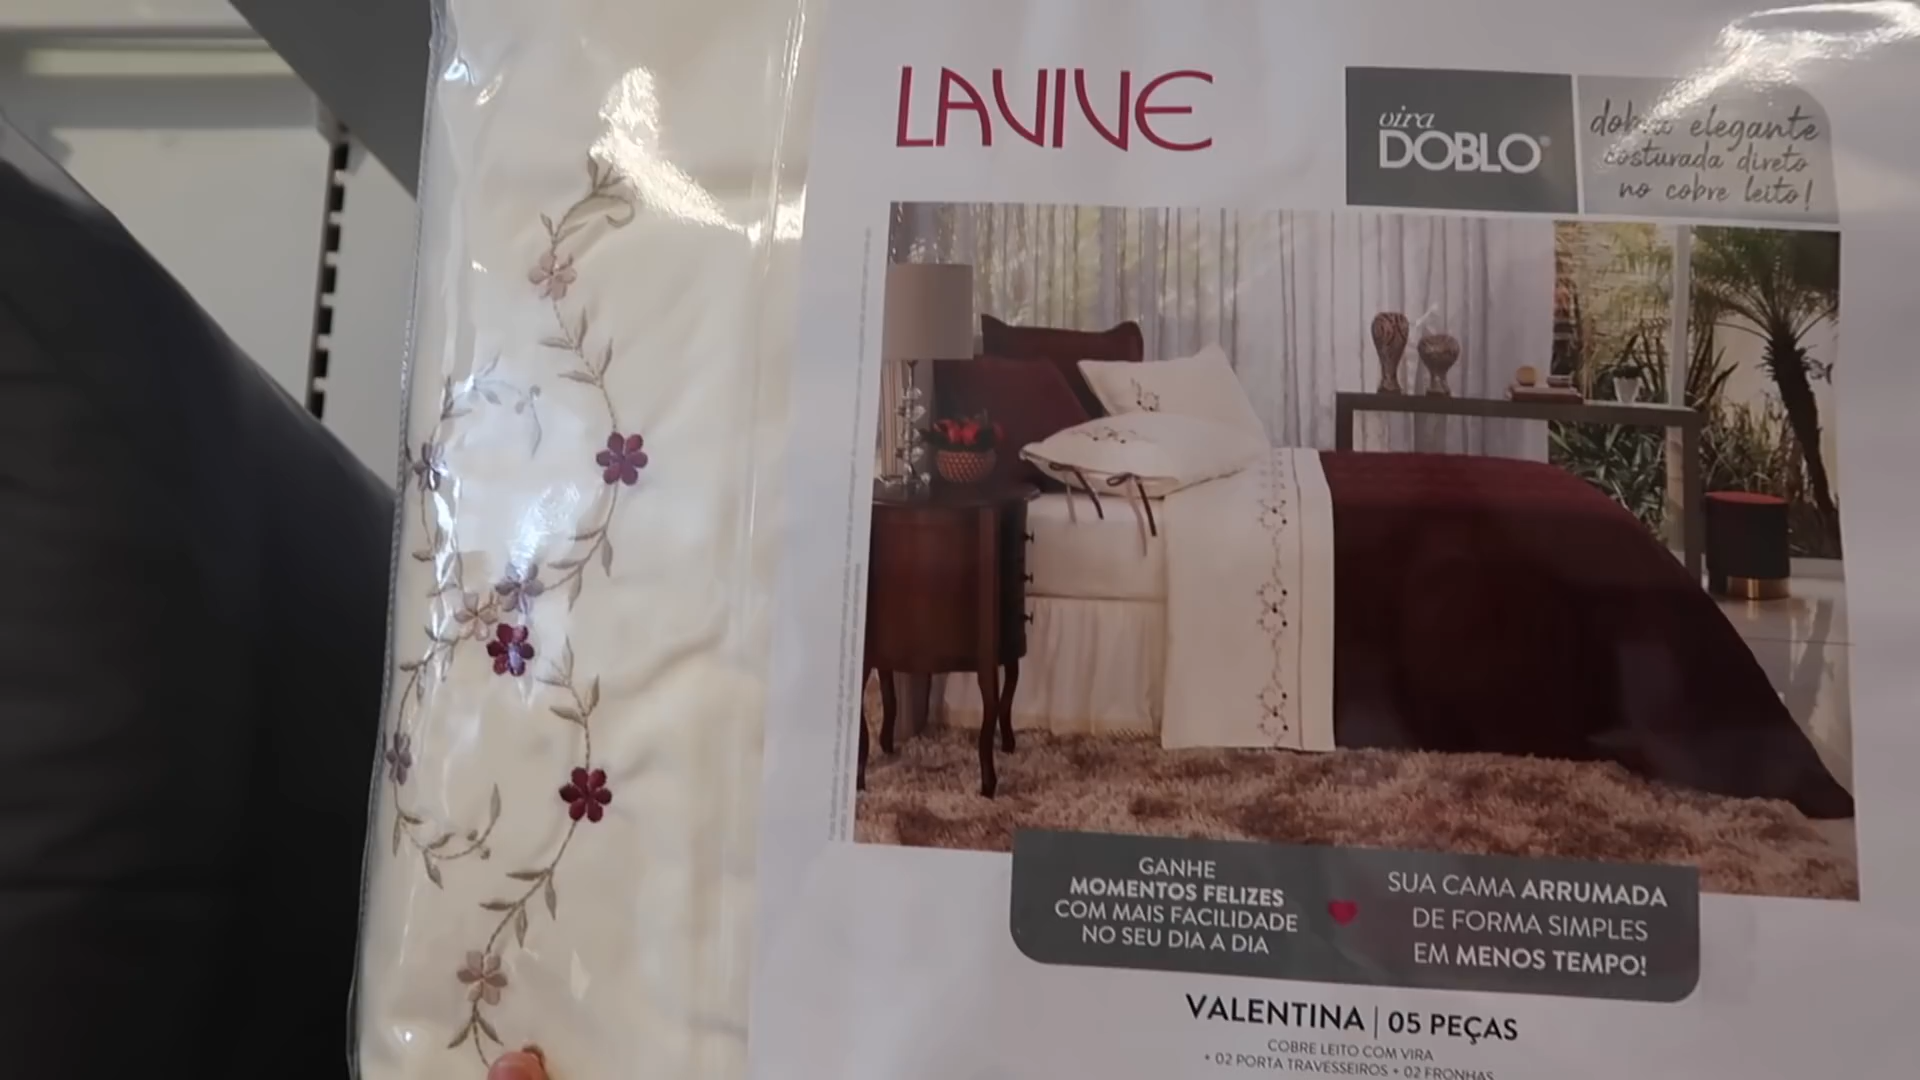 LAVIVE
vira
DOBLO®
dobra elegante
costurada direto
no cobre leito!
GANHE
MOMENTOS FELIZES
COM MAIS FACILIDADE
NO SEU DIA A DIA
SUA CAMA ARRUMADA
DE FORMA SIMPLES
EM MENOS TEMPO!
VALENTINA | 05 PEÇAS
COBRE LEITO COM VIRA
+ 02 PORTA TRAVESSEIROS + 02 FRONHAS